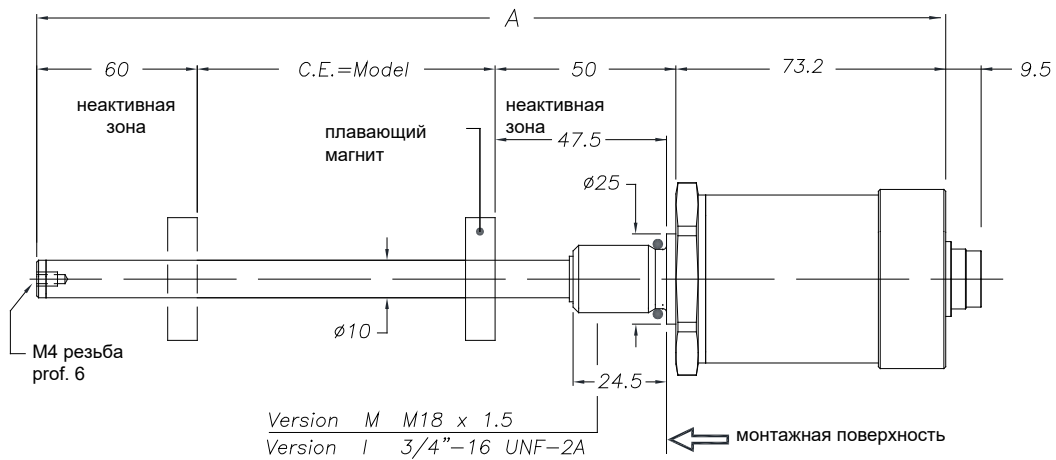 A
60
C.E.=Model
50
73.2
9.5
неактивная
зона
плавающий
магнит
неактивная
зона
47.5
ø25
ø10
M4 резьба
prof. 6
24.5
Version M M18 x 1.5
Version I 3/4”-16 UNF-2A
монтажная поверхность